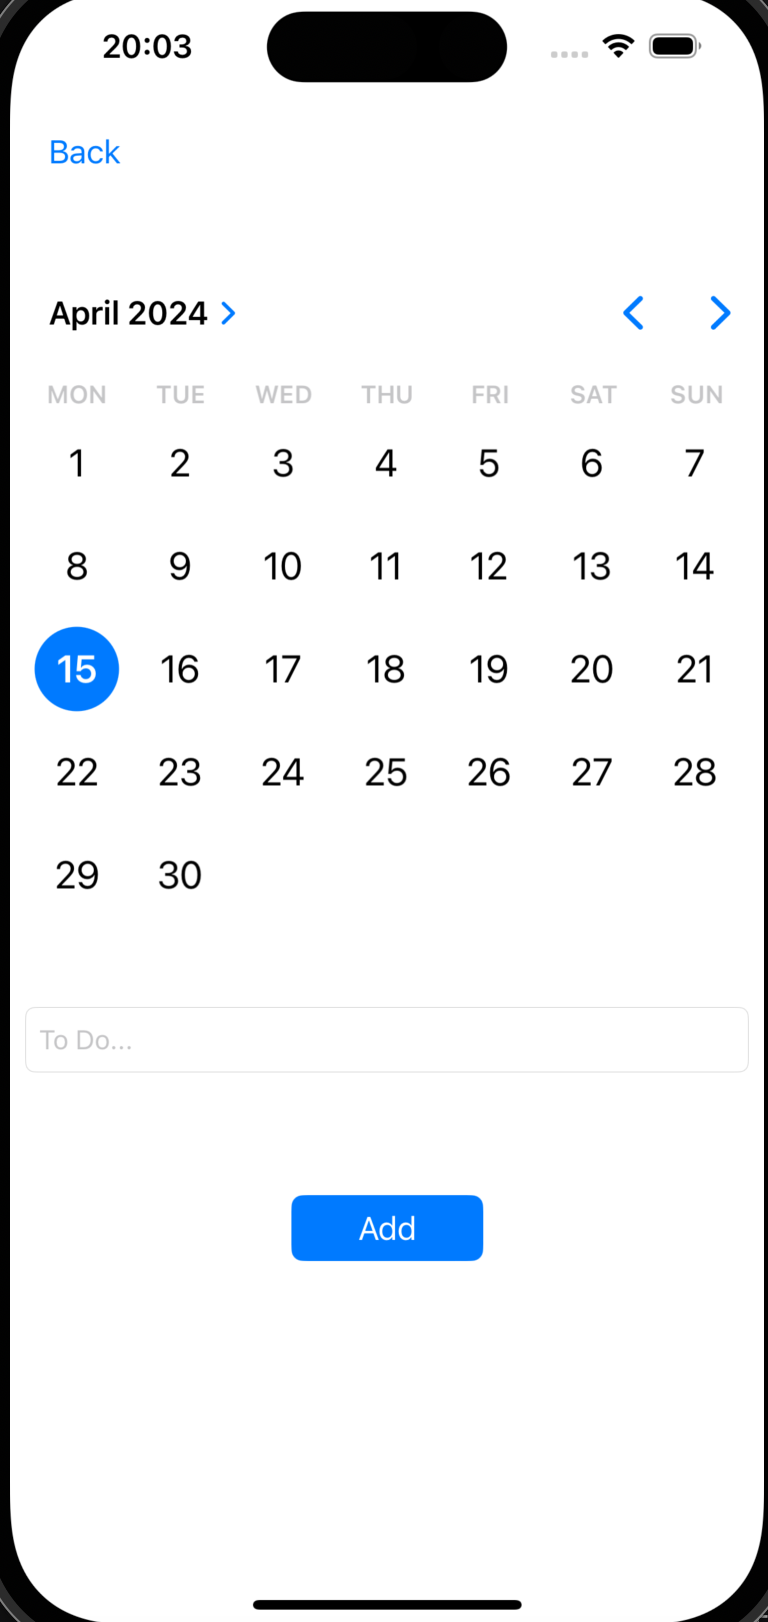 20:03
Back
April 2024
MON TUE WED THU FRI SAT SUN
1 2 3 4 5 6 7
8 9 10 11 12 13 14
15 16 17 18 19 20 21
22 23 24 25 26 27 28
29 30
To Do...
Add